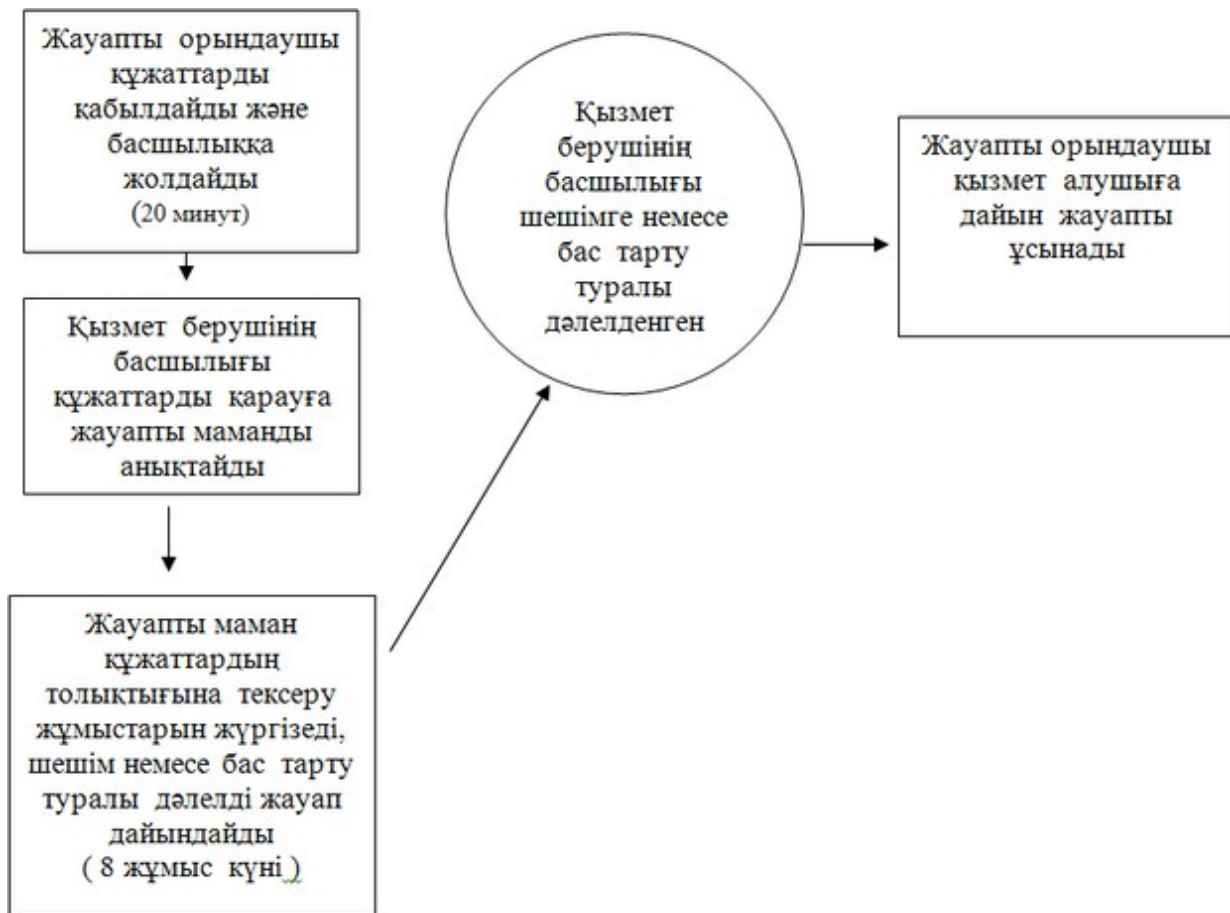 Жауапты орындаушы
құжаттарды
қабылдайды және
басшылыққа
жолдайды
(20 минут)
Қызмет берушінің
басшылығы
құжаттарды қарауға
жауапты маманды
анықтайды
Жауапты маман
құжаттардың
толықтығына тексеру
жұмыстарын жүргізеді,
шешім немесе бас тарту
туралы дәлелді жауап
дайындайды
( 8 жұмыс күні )
Қызмет
берушінің
басшылығы
шешімге немесе
бас тарту
туралы
дәлелденген
Жауапты орындаушы
қызмет алушыға
дайын жауапты
ұсынады